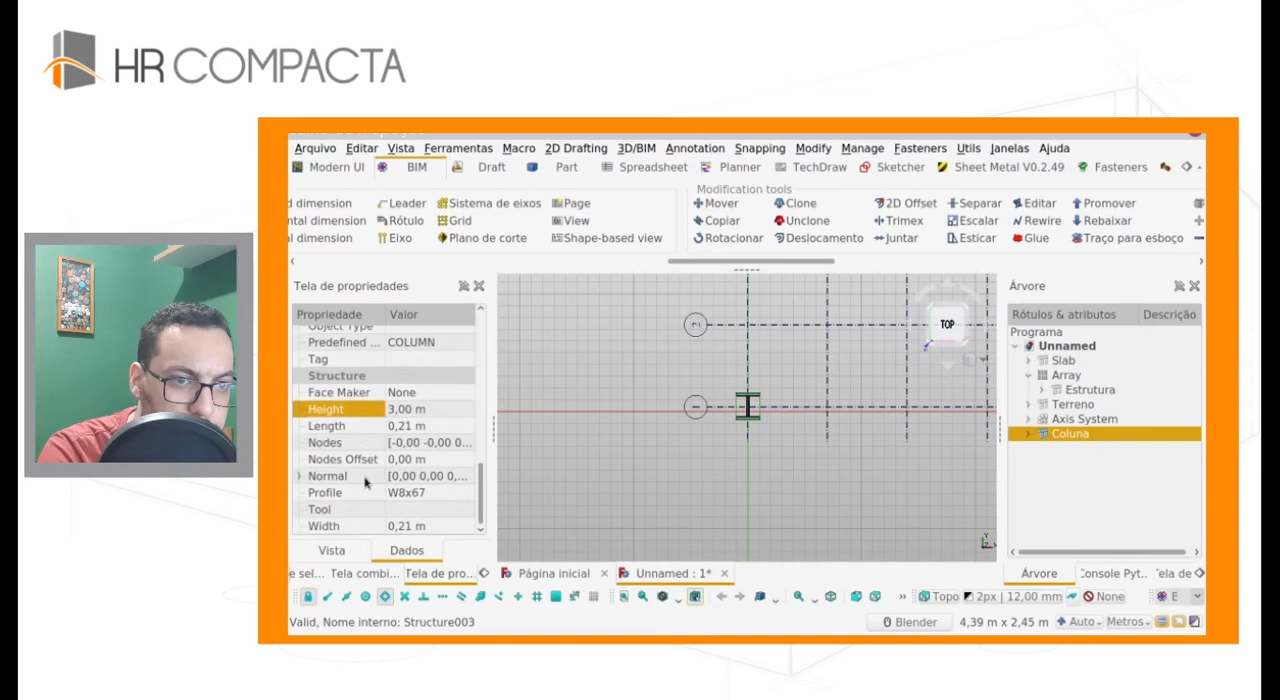 HR COMPACTA
Arquivo Editar Vista Ferramentas Macro 2D Drafting 3D/BIM Annotation Snapping Modify Manage Fasteners Utils Janelas Ajuda
Modern UI BIM Draft Part Spreadsheet Planner TechDraw Sketcher Sheet Metal V0.2.49 Fasteners
Modification tools
d dimension Leader Sistema de eixos Page Mover Clone 2D Offset Separar Editar Promover
ntal dimension Rótulo Grid View Copiar Unclone Trimex Escalar Rewire Rebaixar
al dimension Eixo Plano de corte Shape-based view Rotacionar Deslocamento Juntar Esticar Glue Traço para esboço
Tela de propriedades
Propriedade Valor
Object Type
Predefined ... COLUMN
Tag
Structure
Face Maker None
Height 3,00 m
Length 0,21 m
Nodes [-0,00 -0,00 0...
Nodes Offset 0,00 m
Normal [0,00 0,00 0,...
Profile W8x67
Tool
Width 0,21 m
Vista Dados
2
1
TOP
Árvore
Rótulos & atributos Descrição
Programa
Unnamed
Slab
Array
Estrutura
Terreno
Axis System
Coluna
e sel... Tela combi... Tela de pro... Página inicial Unnamed : 1* Árvore Console Pyt... Tela de
Topo 2px | 12,00 mm None E
Valid, Nome interno: Structure003 Blender 4,39 m x 2,45 m Auto Metros